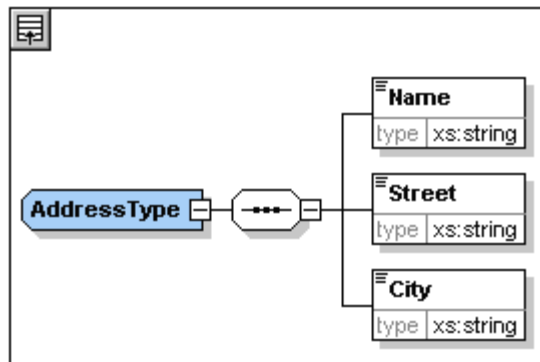 Name
type xs:string
AddressType
Street
type xs:string
City
type xs:string